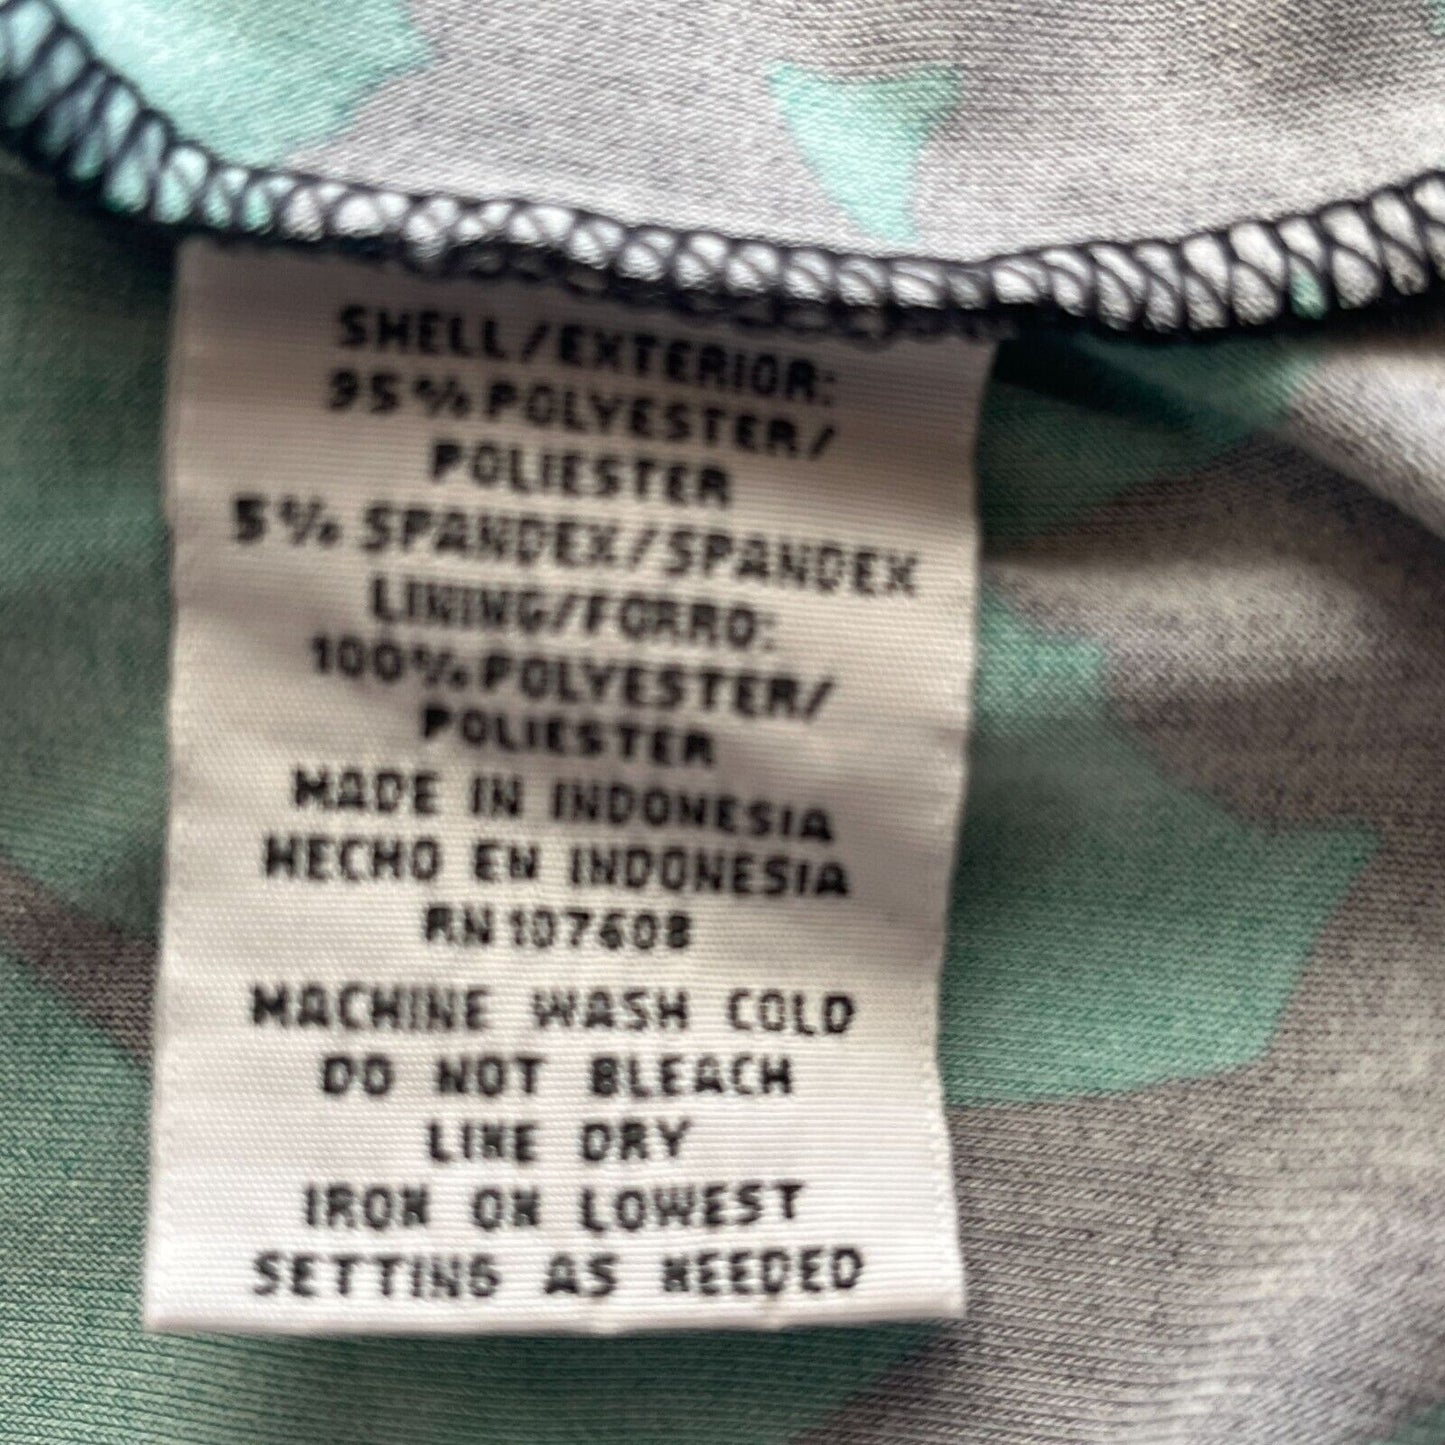 SHELL/EXTERIOR:
95% POLYESTER/
POLIESTER
5% SPANDEX/SPANDEX
LINING/FORRO:
100% POLYESTER/
POLIESTER
MADE IN INDONESIA
HECHO EN INDONESIA
RN 107608
MACHINE WASH COLD
DO NOT BLEACH
LINE DRY
IRON ON LOWEST
SETTING AS NEEDED